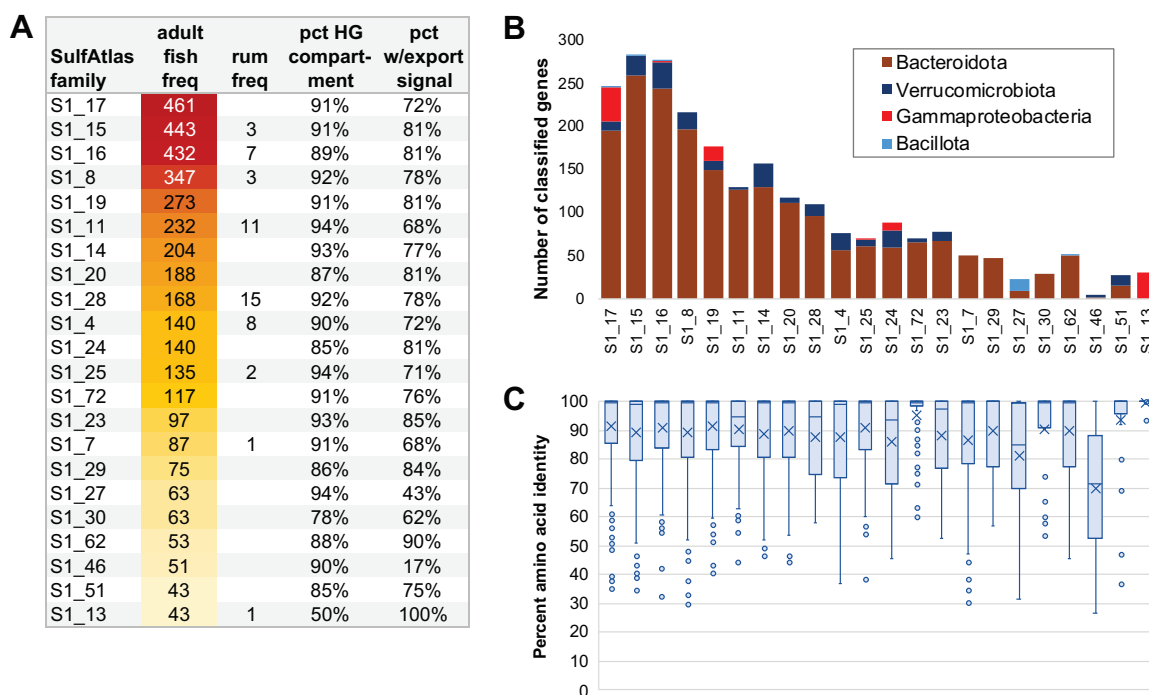 A
SulfAtlas family adult fish freq rum freq pct HG compart- ment pct w/export signal
S1_17 461 91% 72%
S1_15 443 3 91% 81%
S1_16 432 7 89% 81%
S1_8 347 3 92% 78%
S1_19 273 91% 81%
S1_11 232 11 94% 68%
S1_14 204 93% 77%
S1_20 188 87% 81%
S1_28 168 15 92% 78%
S1_4 140 8 90% 72%
S1_24 140 85% 81%
S1_25 135 2 94% 71%
S1_72 117 91% 76%
S1_23 97 93% 85%
S1_7 87 1 91% 68%
S1_29 75 86% 84%
S1_27 63 94% 43%
S1_30 63 78% 62%
S1_62 53 88% 90%
S1_46 51 90% 17%
S1_51 43 85% 75%
S1_13 43 1 50% 100%
B
Number of classified genes
300
250
200
150
100
50
0
Bacteroidota
Verrucomicrobiota
Gammaproteobacteria
Bacillota
S1_17
S1_15
S1_16
S1_8
S1_19
S1_11
S1_14
S1_20
S1_28
S1_4
S1_25
S1_24
S1_72
S1_23
S1_7
S1_29
S1_27
S1_30
S1_62
S1_46
S1_51
S1_13
C
Percent amino acid identity
100
90
80
70
60
50
40
30
20
10
0